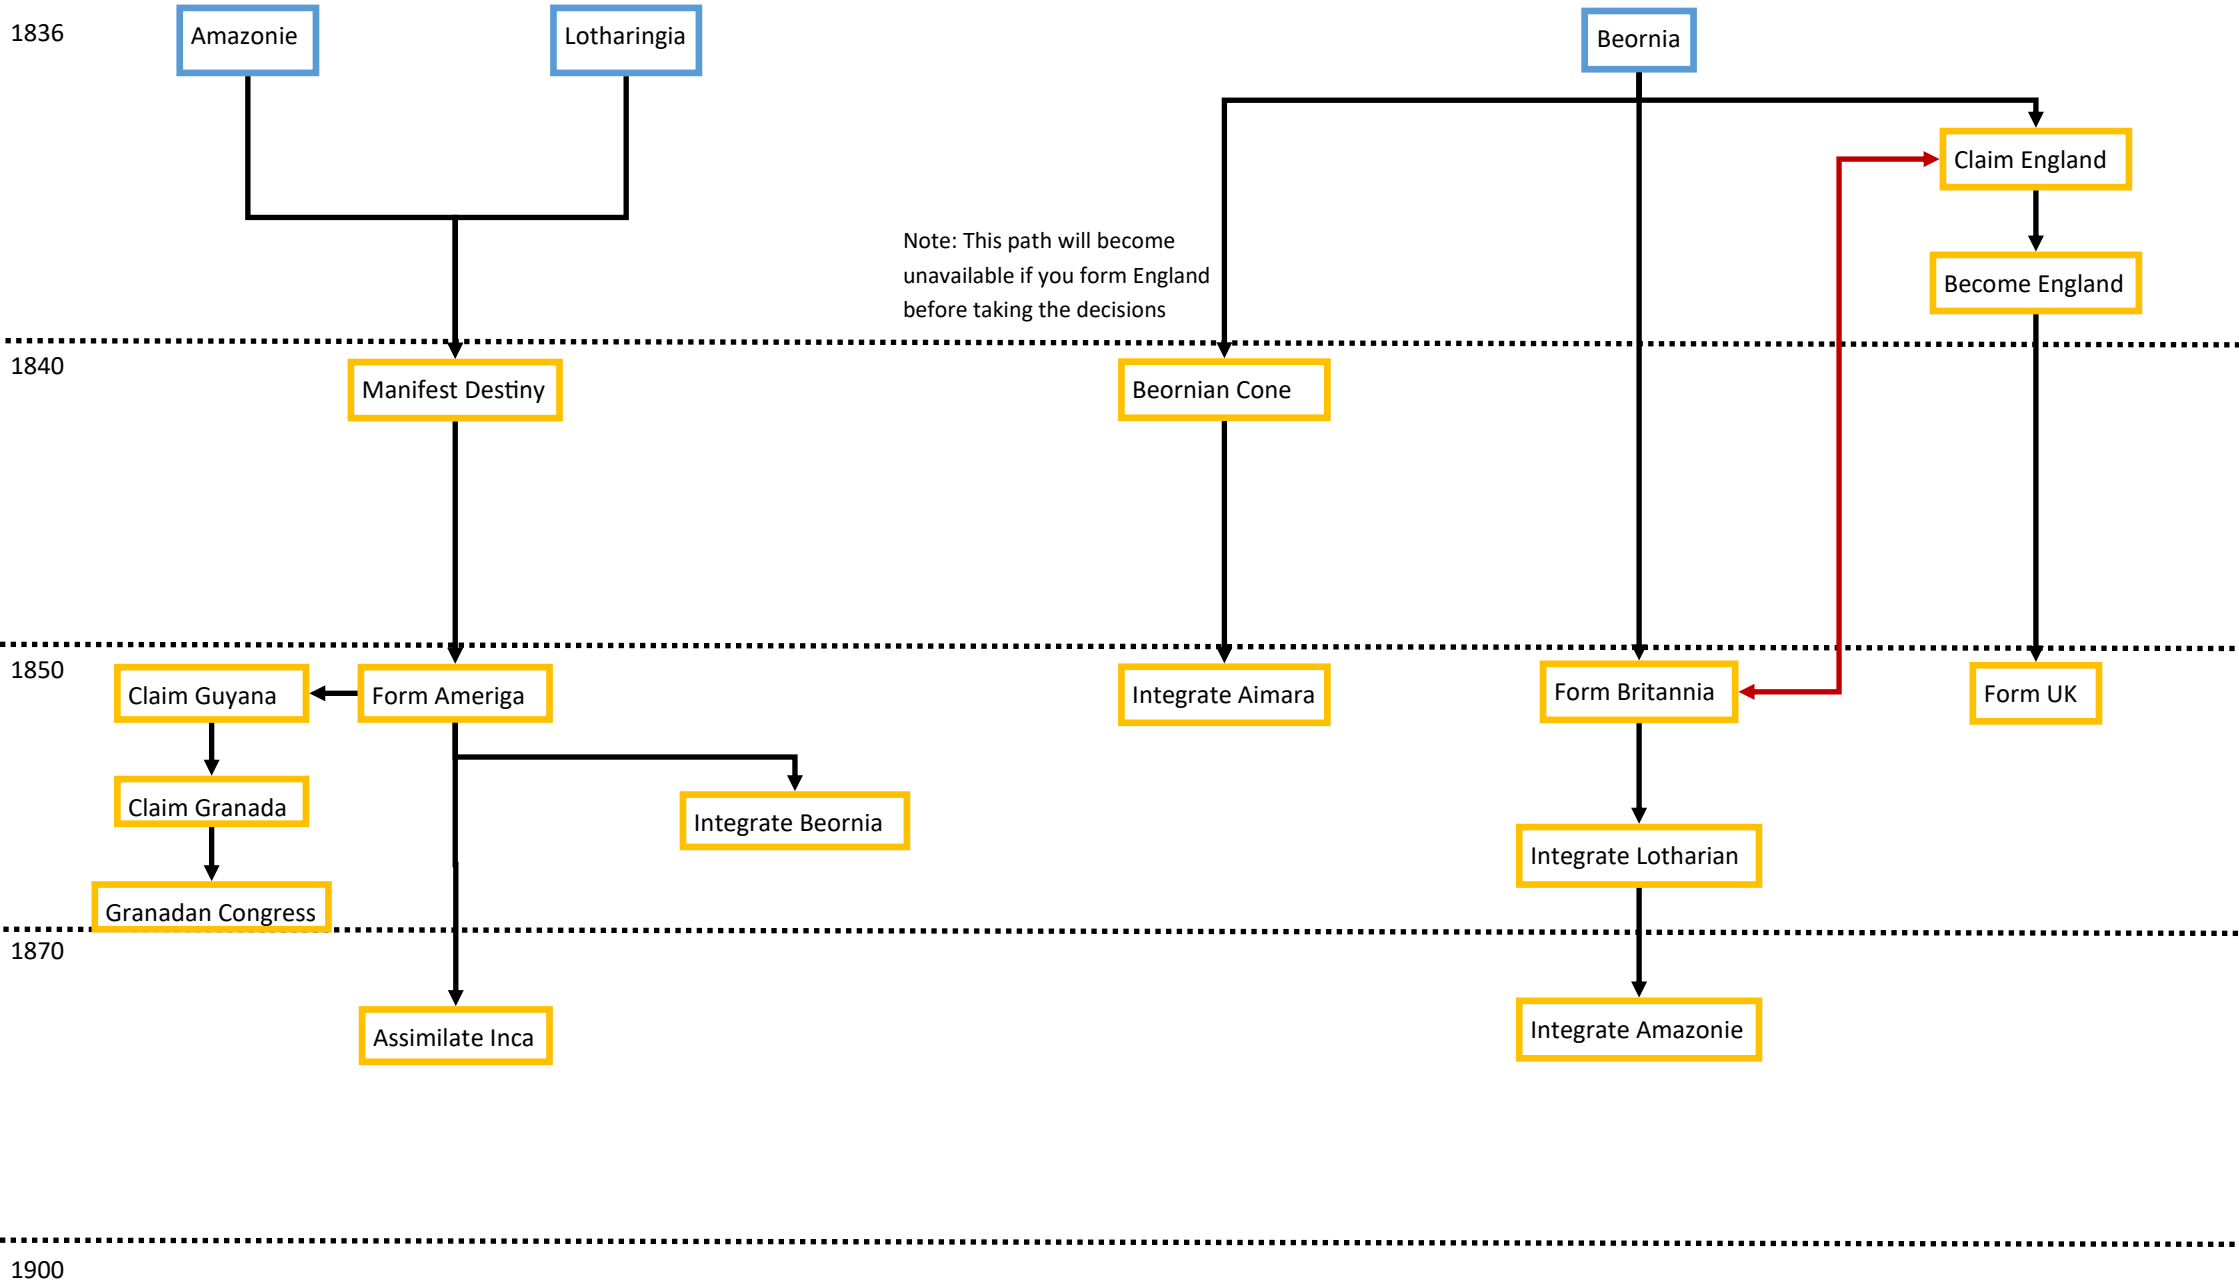 1836
Amazonie
Lotharingia
Beornia
Claim England
Note: This path will become
unavailable if you form England
before taking the decisions
Become England
1840
Manifest Destiny
Beornian Cone
1850
Claim Guyana
Form Ameriga
Integrate Aimara
Form Britannia
Form UK
Claim Granada
Integrate Beornia
Integrate Lotharian
Granadan Congress
1870
Assimilate Inca
Integrate Amazonie
1900